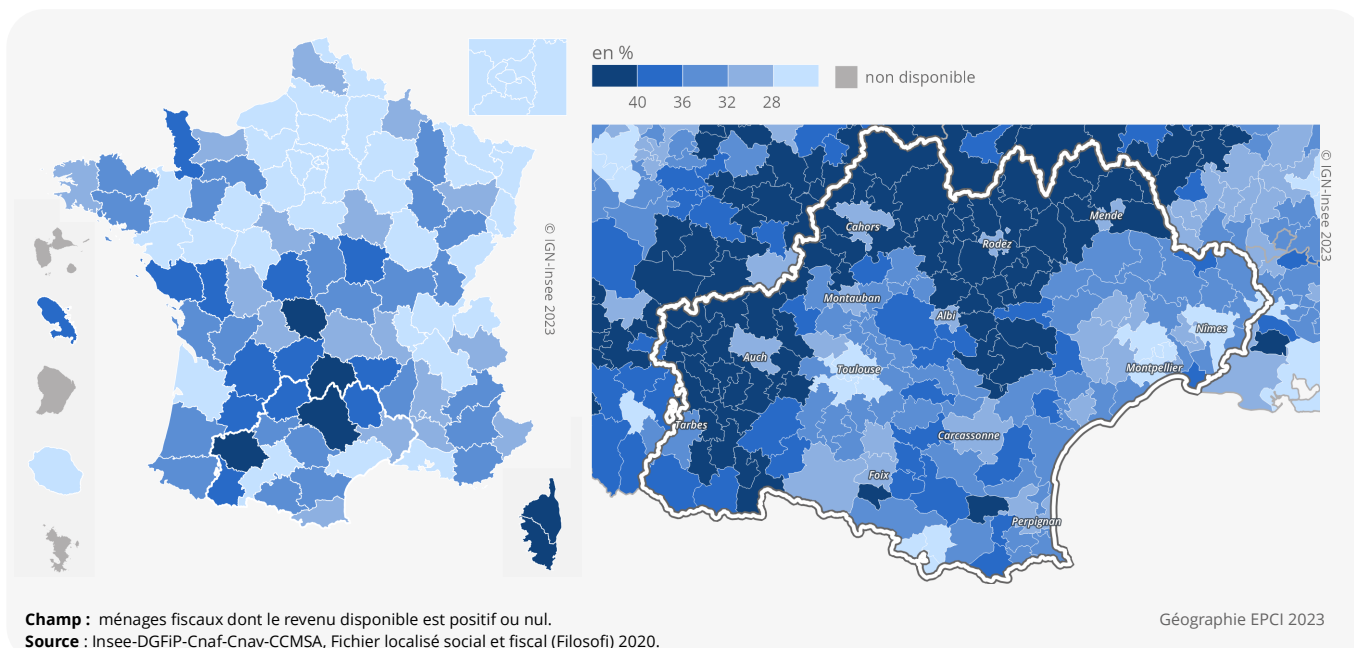 en %
40 36 32 28
non disponible
© IGN-Insee 2023
© IGN-Insee 2023
Cahors
Mende
Rodez
Montauban
Albi
Nîmes
Auch
Toulouse
Montpellier
Tarbes
Carcassonne
Foix
Perpignan
Champ : ménages fiscaux dont le revenu disponible est positif ou nul.
Géographie EPCI 2023
Source : Insee-DGFiP-Cnaf-Cnav-CCMSA, Fichier localisé social et fiscal (Filosofi) 2020.